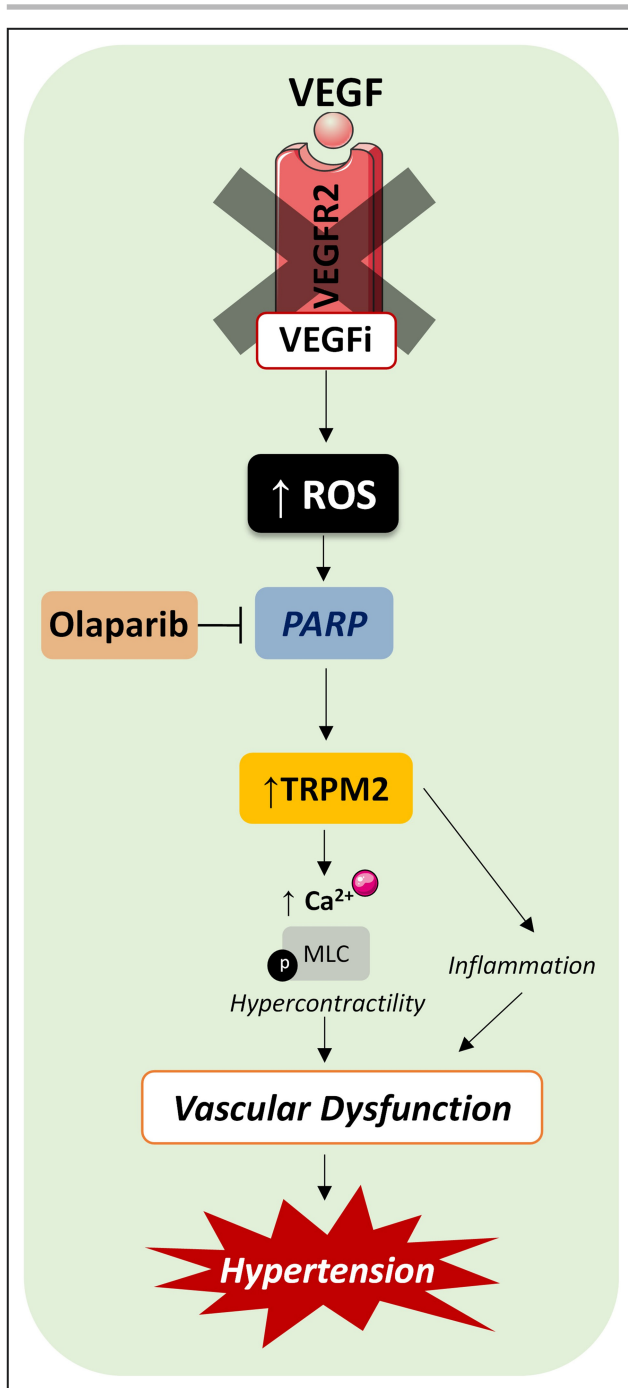 VEGF
VEGFR2
VEGFi
↑ ROS
Olaparib
PARP
↑TRPM2
↑ Ca²⁺
p
MLC
Inflammation
Hypercontractility
Vascular Dysfunction
Hypertension